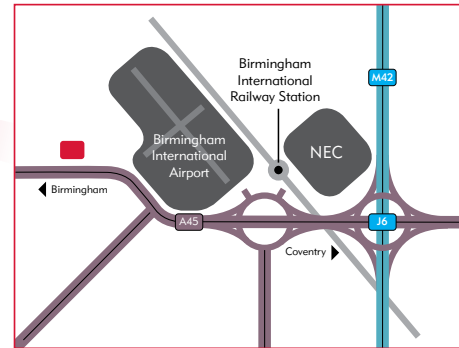 M42
Birmingham
International
Railway Station
Birmingham
International
Airport
NEC
Birmingham
A45
J6
Coventry